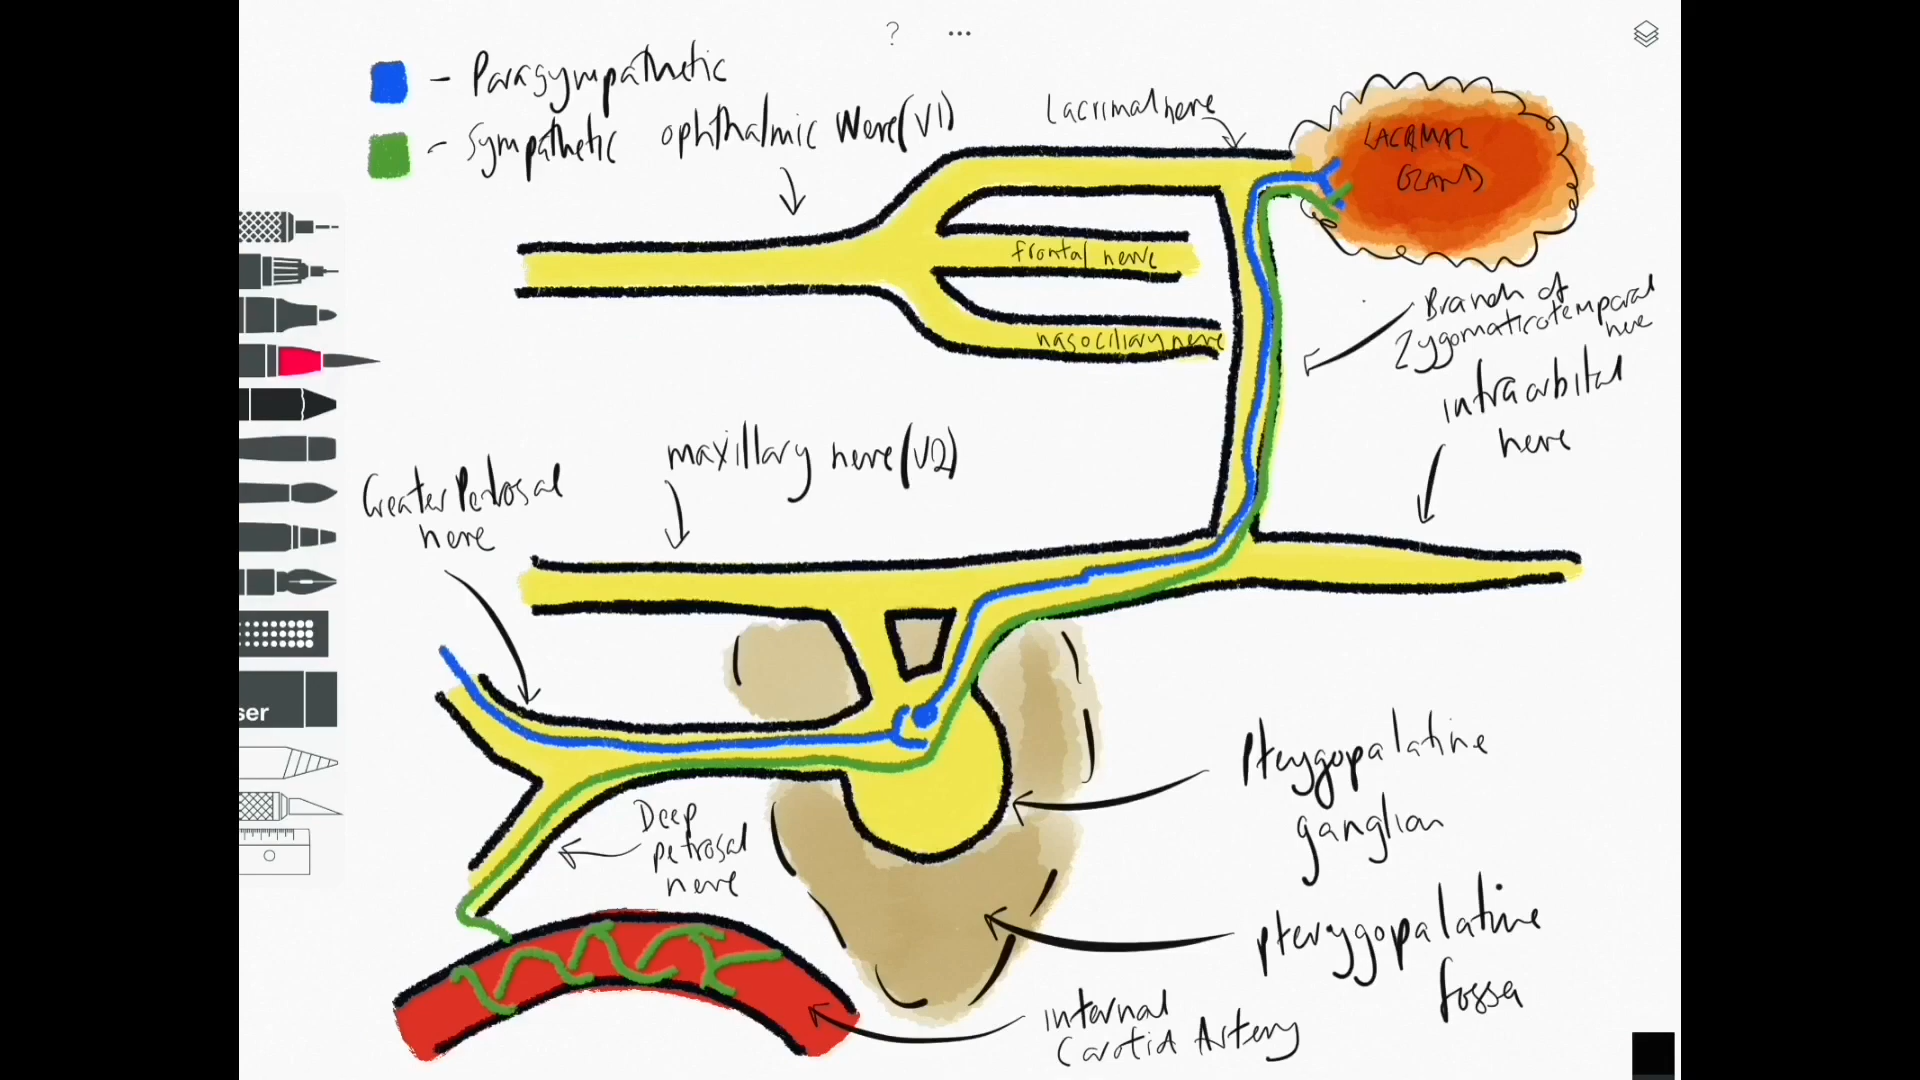 ?
- Parasympathetic
- Sympathetic
ophthalmic Nerve (V1)
Lacrimal nerve
LACRIMAL
GLAND
frontal nerve
nasociliary nerve
Branch of
Zygomaticotemporal
nerve
infraorbital
nerve
maxillary nerve (V2)
Greater Petrosal
nerve
Deep
petrosal
nerve
Pterygopalatine
ganglion
pterygopalatine
fossa
internal
Carotid Artery
ser